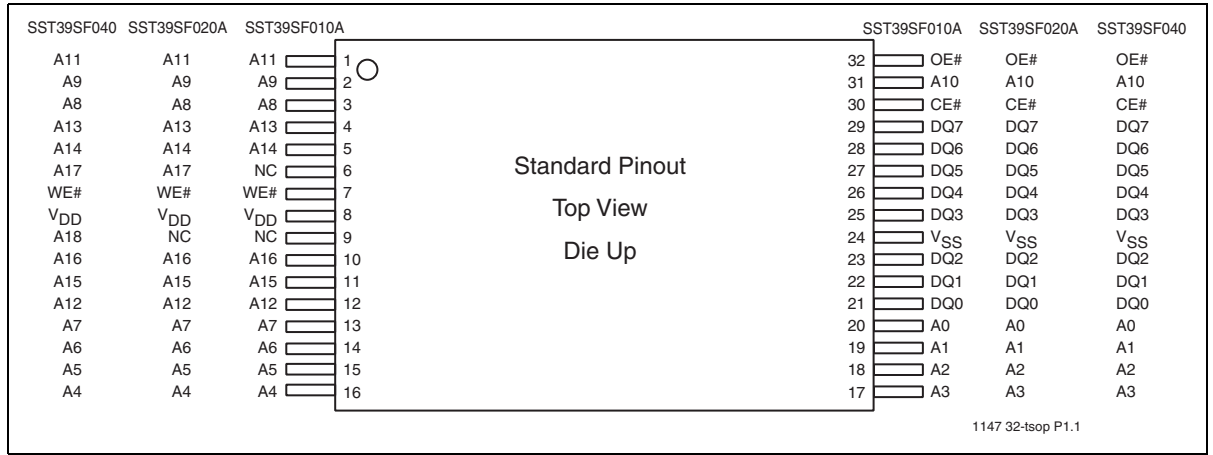 SST39SF040 SST39SF020A SST39SF010A SST39SF010A SST39SF020A SST39SF040
A11 A11 A11 1 32 OE# OE# OE#
A9 A9 A9 2 31 A10 A10 A10
A8 A8 A8 3 30 CE# CE# CE#
A13 A13 A13 4 29 DQ7 DQ7 DQ7
A14 A14 A14 5 28 DQ6 DQ6 DQ6
A17 A17 NC 6 Standard Pinout 27 DQ5 DQ5 DQ5
WE# WE# WE# 7 26 DQ4 DQ4 DQ4
VDD VDD VDD 8 Top View 25 DQ3 DQ3 DQ3
A18 NC NC 9 24 VSS VSS VSS
A16 A16 A16 10 Die Up 23 DQ2 DQ2 DQ2
A15 A15 A15 11 22 DQ1 DQ1 DQ1
A12 A12 A12 12 21 DQ0 DQ0 DQ0
A7 A7 A7 13 20 A0 A0 A0
A6 A6 A6 14 19 A1 A1 A1
A5 A5 A5 15 18 A2 A2 A2
A4 A4 A4 16 17 A3 A3 A3
1147 32-tsop P1.1